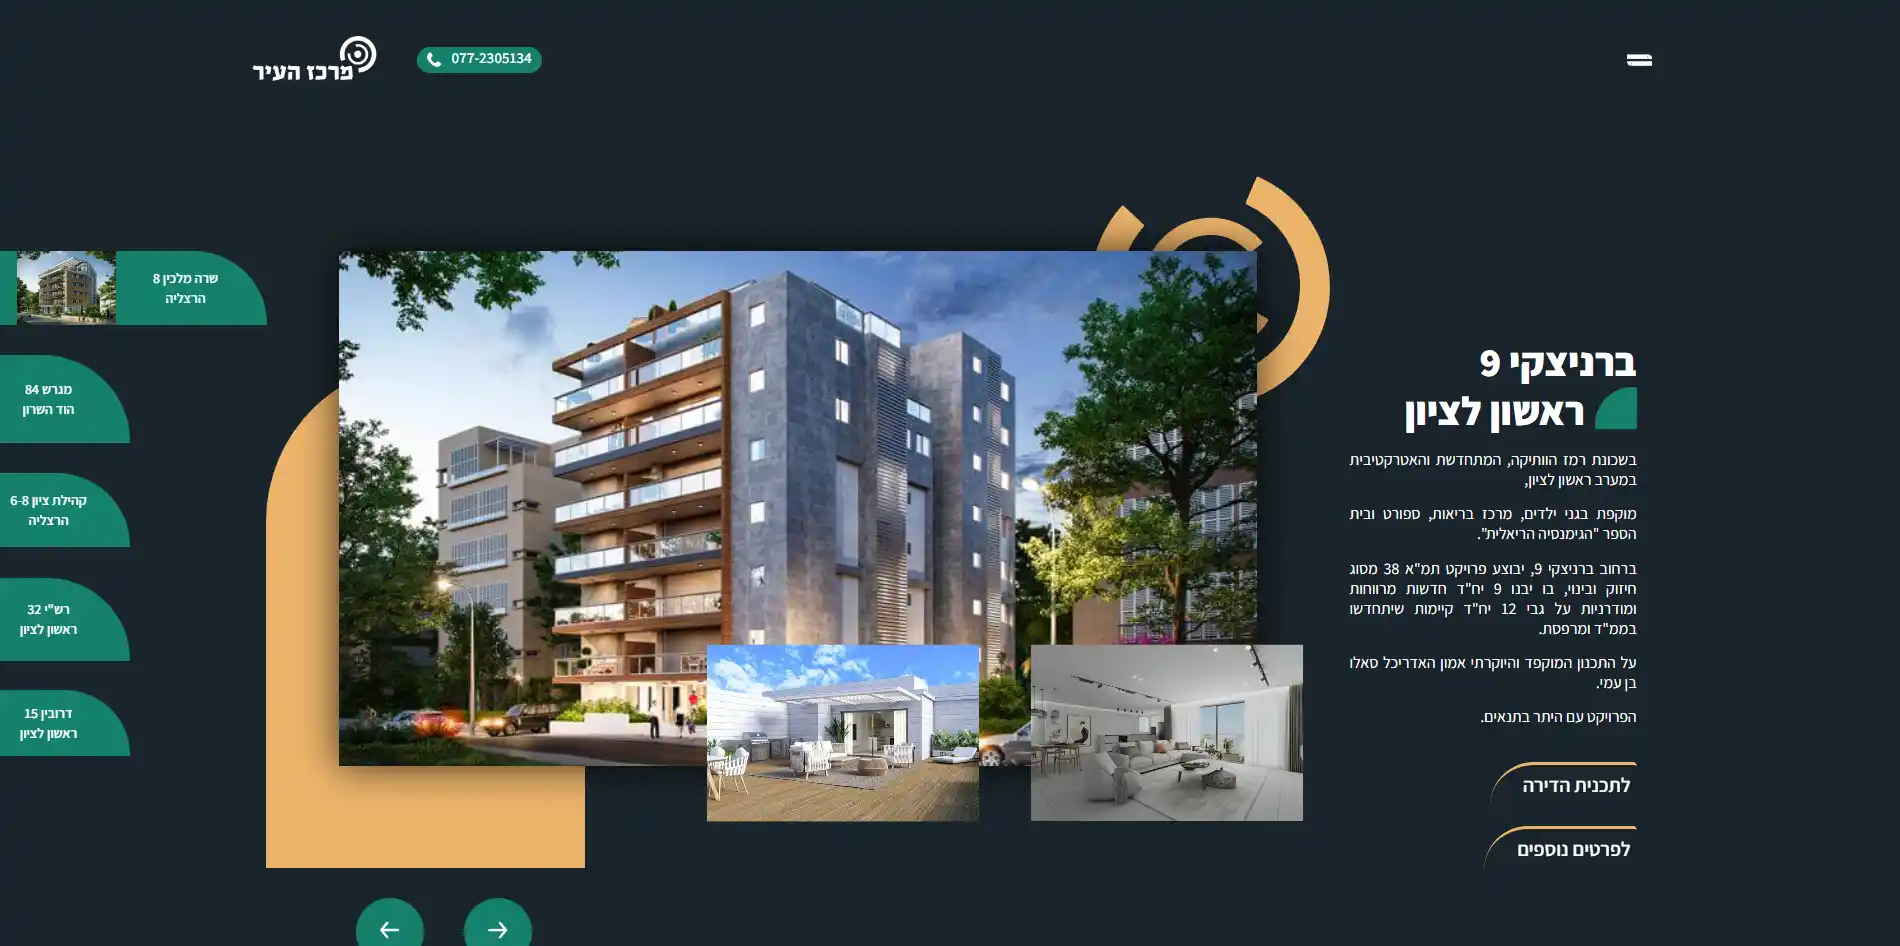 מרכז העיר
077-2305134
ברניצקי 9
ראשון לציון
בשכונת רמז הוותיקה, המתחדשת והאטרקטיבית
במערב ראשון לציון,
מוקפת בגני ילדים, מרכז בריאות, ספורט ובית
הספר "הגימנסיה הריאלית".
ברחוב ברניצקי 9, יבוצע פרויקט תמ"א 38 מסוג
חיזוק ובינוי, בו יבנו 9 יח"ד חדשות מרווחות
ומודרניות על גבי 12 יח"ד קיימות שיתחדשו
בממ"ד ומרפסת.
על התכנון המוקפד והיוקרתי אמון האדריכל סאלו
בן עמי.
הפרויקט עם היתר בתנאים.
לתכנית הדירה
לפרטים נוספים
שרה מלכין 8
הרצליה
מגרש 84
הוד השרון
קהילת ציון 6-8
הרצליה
רש"י 32
ראשון לציון
דרובין 15
ראשון לציון